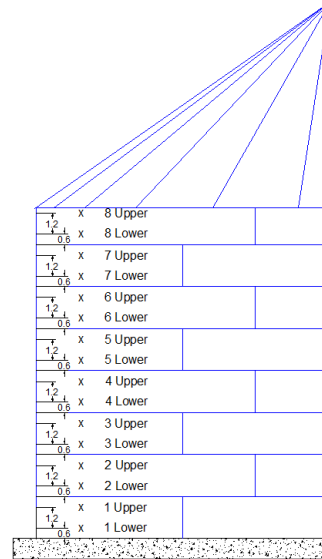 x 8 Upper
1.2
x 8 Lower
0.6
x 7 Upper
1.2
x 7 Lower
0.6
x 6 Upper
1.2
x 6 Lower
0.6
x 5 Upper
1.2
x 5 Lower
0.6
x 4 Upper
1.2
x 4 Lower
0.6
x 3 Upper
1.2
x 3 Lower
0.6
x 2 Upper
1.2
x 2 Lower
0.6
x 1 Upper
1.2
x 1 Lower
0.6